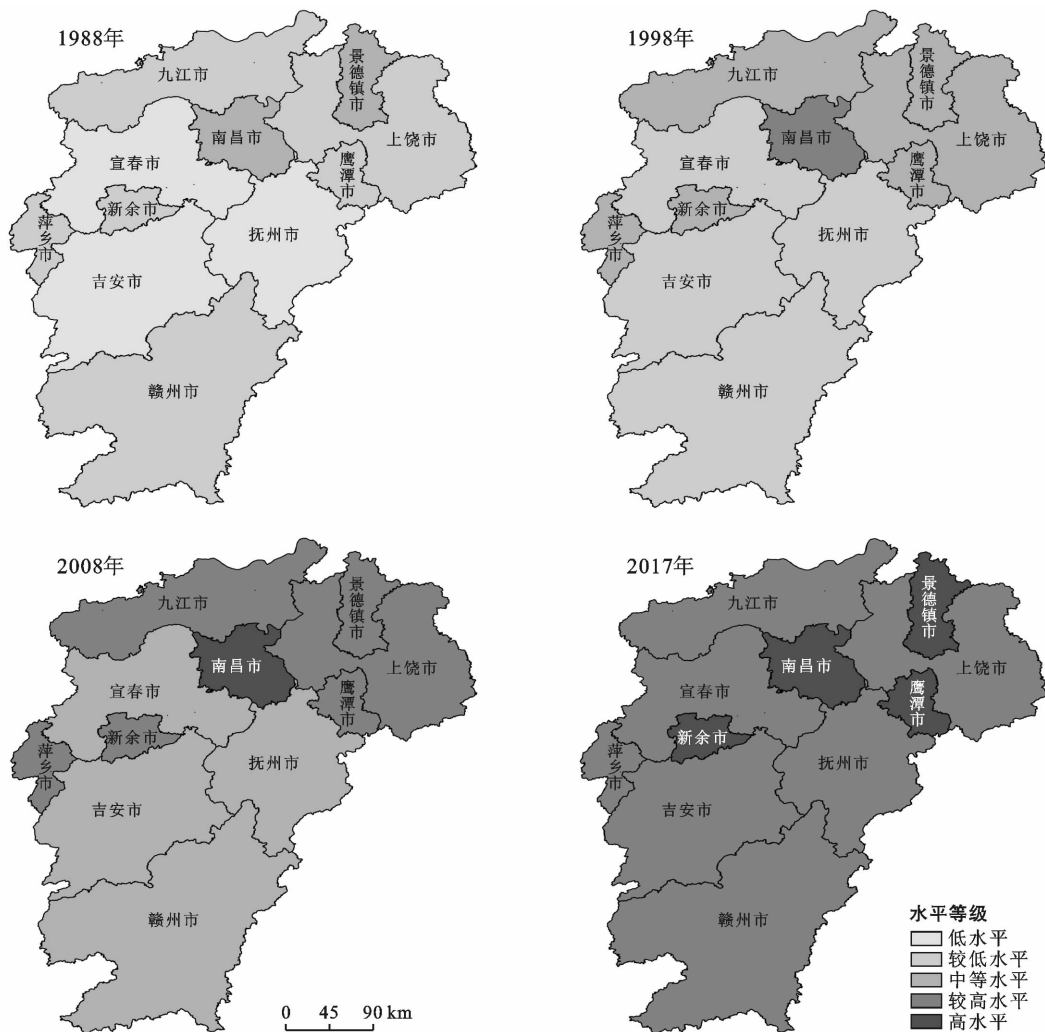 1988年
九江市
景德镇市
南昌市
上饶市
宜春市
鹰潭市
新余市
萍乡市
抚州市
吉安市
赣州市
1998年
九江市
景德镇市
南昌市
上饶市
宜春市
鹰潭市
新余市
萍乡市
抚州市
吉安市
赣州市
2008年
九江市
景德镇市
南昌市
上饶市
宜春市
鹰潭市
新余市
萍乡市
抚州市
吉安市
赣州市
0 45 90 km
2017年
九江市
景德镇市
南昌市
上饶市
宜春市
鹰潭市
新余市
萍乡市
抚州市
吉安市
赣州市
水平等级
低水平
较低水平
中等水平
较高水平
高水平